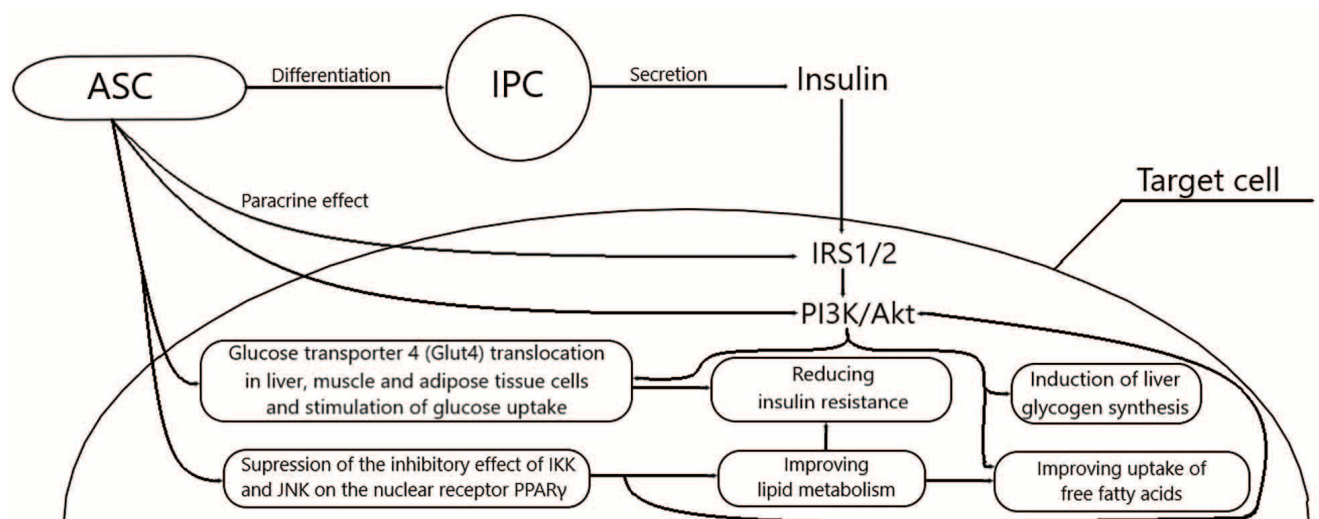 ASC
Differentiation
IPC
Secretion
Insulin
Target cell
Paracrine effect
IRS1/2
PI3K/Akt
Glucose transporter 4 (Glut4) translocation
in liver, muscle and adipose tissue cells
and stimulation of glucose uptake
Reducing
insulin resistance
Induction of liver
glycogen synthesis
Supression of the inhibitory effect of IKK
and JNK on the nuclear receptor PPARγ
Improving
lipid metabolism
Improving uptake of
free fatty acids